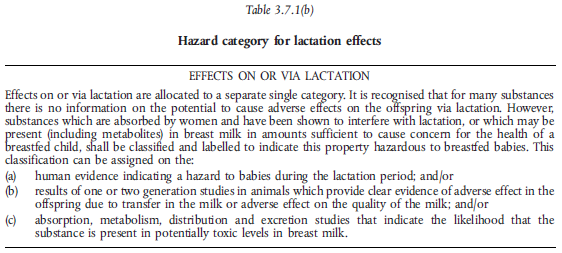 Table 3.7.1(b)
Hazard category for lactation effects
EFFECTS ON OR VIA LACTATION
Effects on or via lactation are allocated to a separate single category. It is recognised that for many substances
there is no information on the potential to cause adverse effects on the offspring via lactation. However,
substances which are absorbed by women and have been shown to interfere with lactation, or which may be
present (including metabolites) in breast milk in amounts sufficient to cause concern for the health of a
breastfed child, shall be classified and labelled to indicate this property hazardous to breastfed babies. This
classification can be assigned on the:
(a) human evidence indicating a hazard to babies during the lactation period; and/or
(b) results of one or two generation studies in animals which provide clear evidence of adverse effect in the
offspring due to transfer in the milk or adverse effect on the quality of the milk; and/or
(c) absorption, metabolism, distribution and excretion studies that indicate the likelihood that the
substance is present in potentially toxic levels in breast milk.